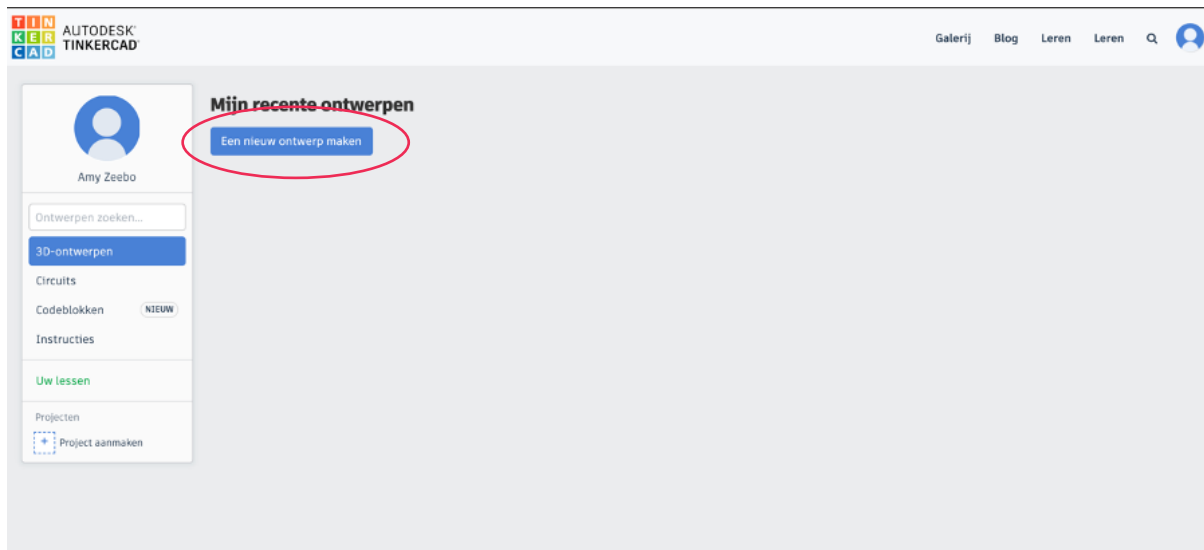 TIN
KER
CAD
AUTODESK®
TINKERCAD®
Galerij Blog Leren Leren
Amy Zeebo
Ontwerpen zoeken...
3D-ontwerpen
Circuits
Codeblokken NIEUW
Instructies
Uw lessen
Projecten
+ Project aanmaken
Mijn recente ontwerpen
Een nieuw ontwerp maken